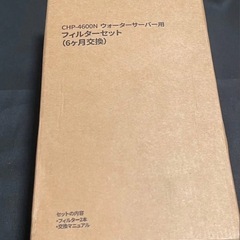 CHP-4600N ウォーターサーバー用
フィルターセット
(6ヶ月交換)
セットの内容
・フィルター2本
・交換マニュアル